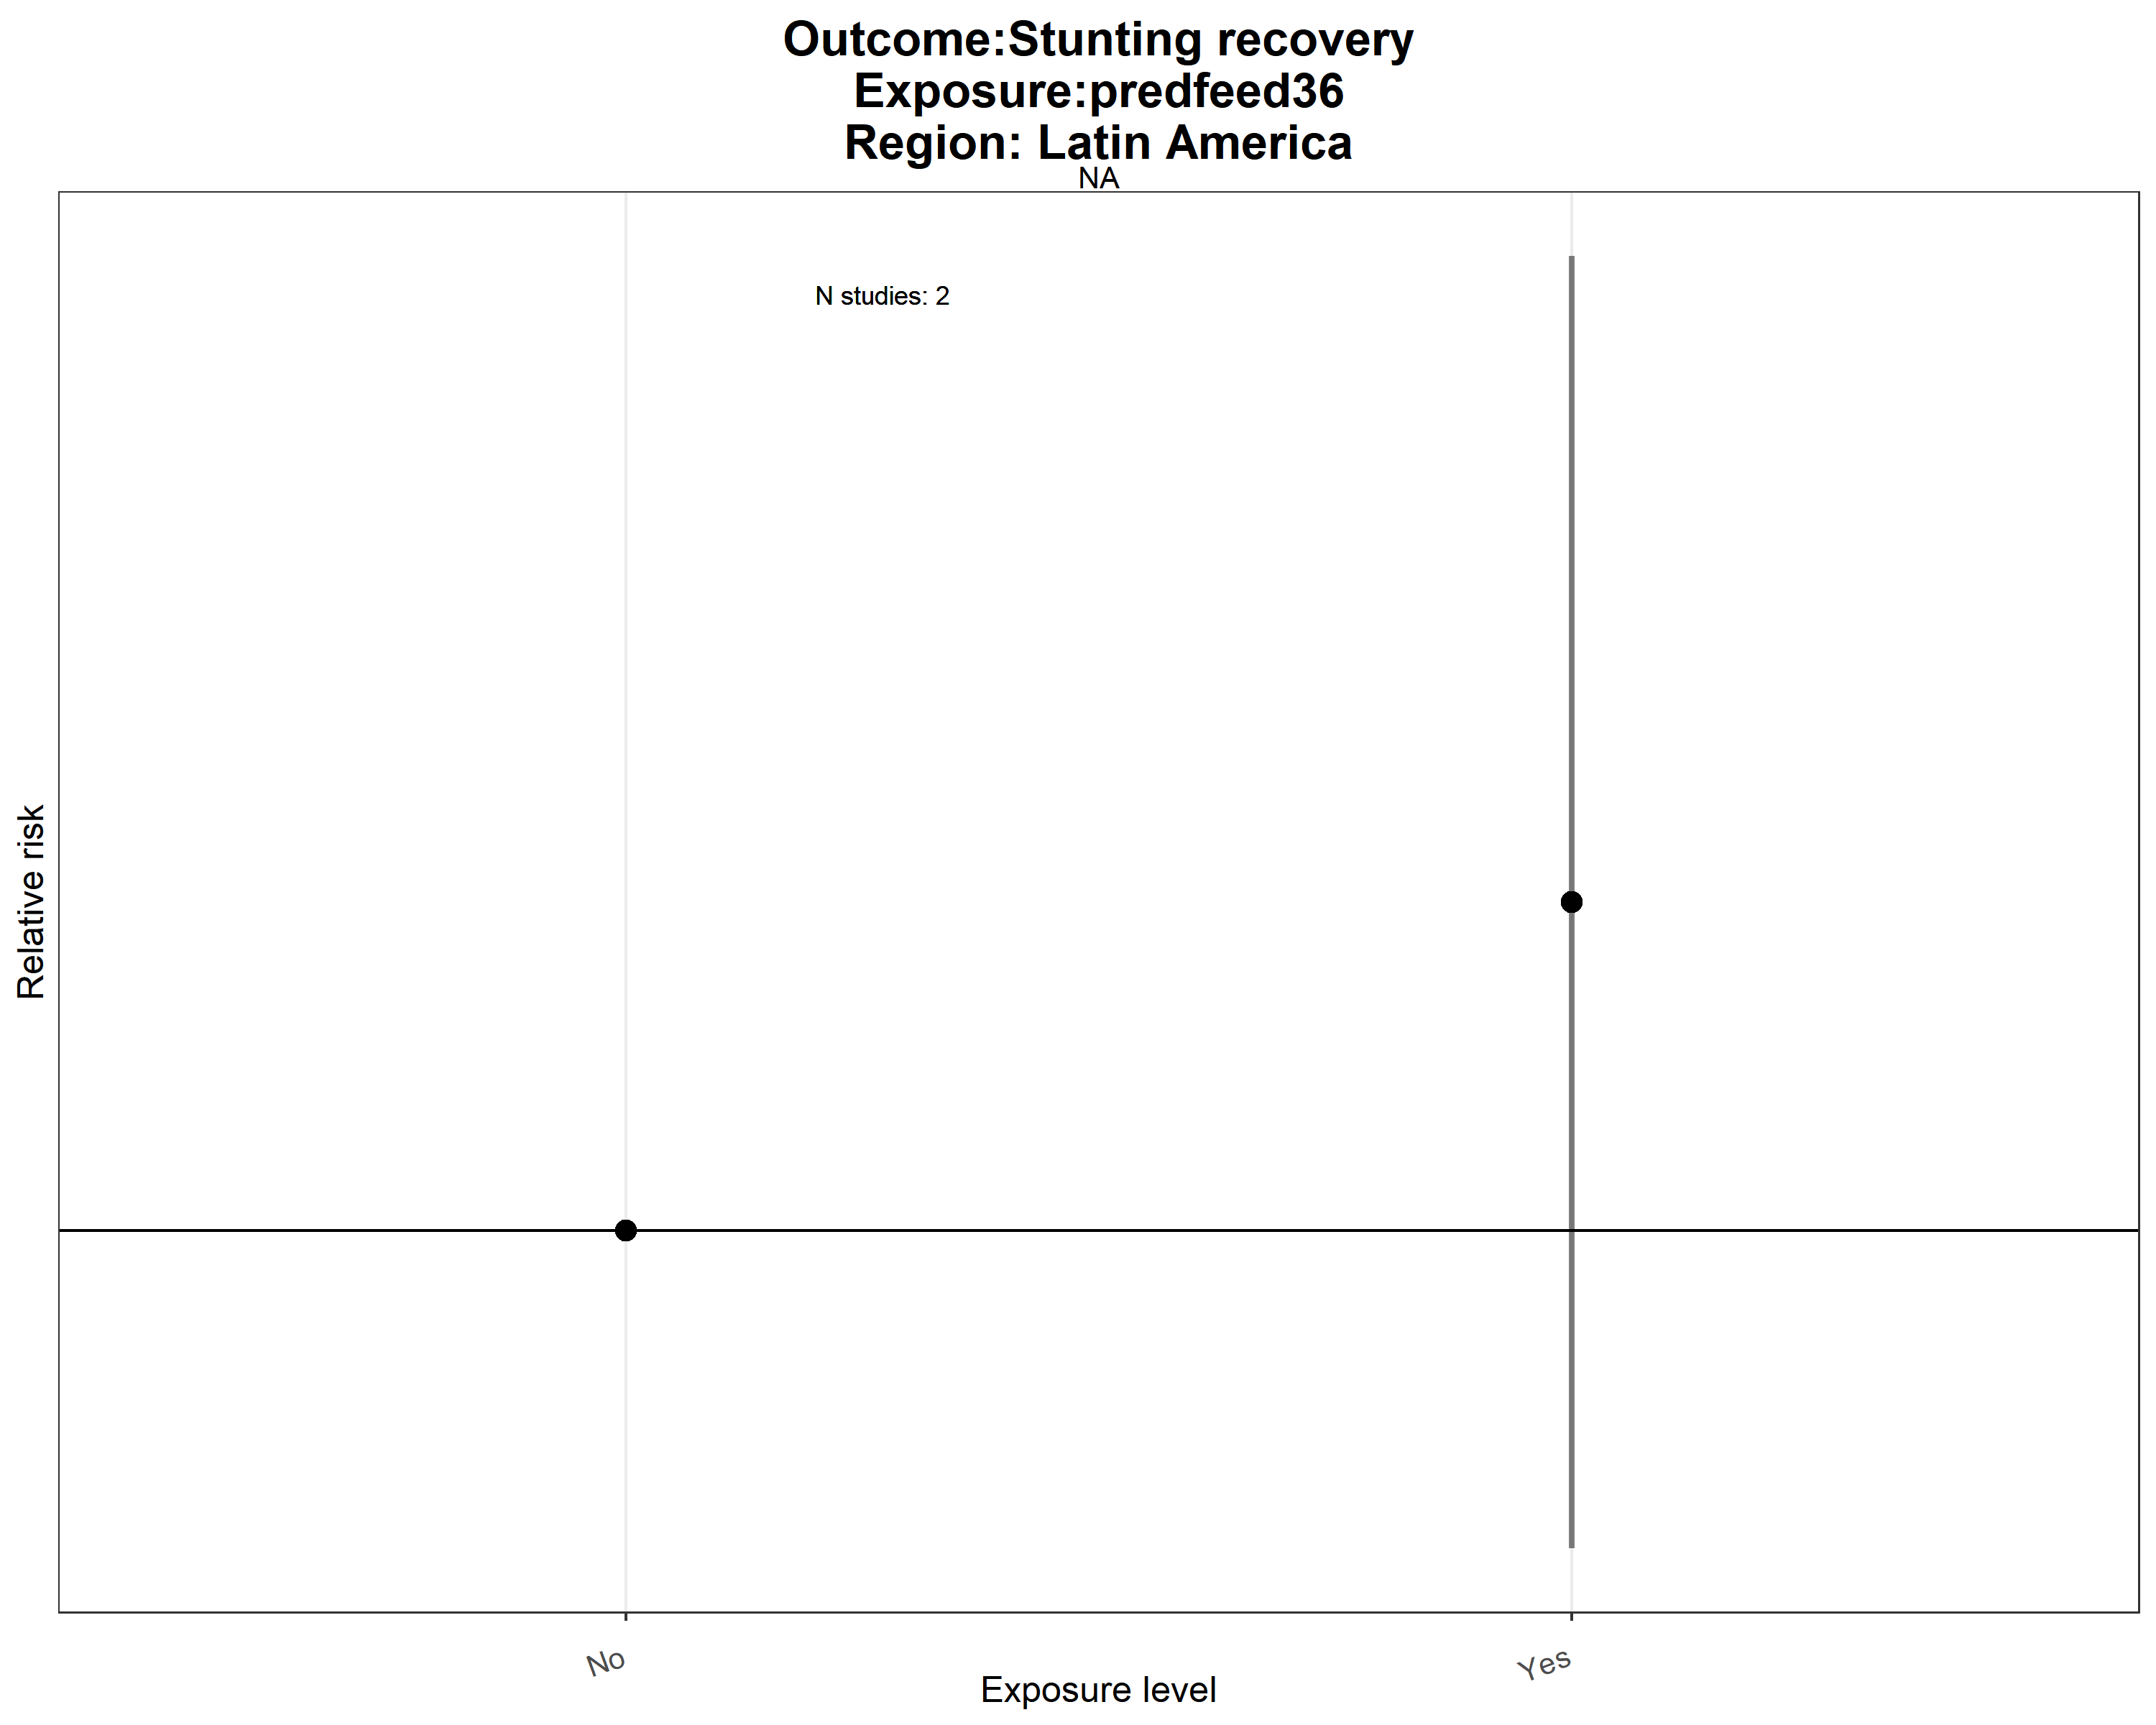 Outcome:Stunting recovery
Exposure:predfeed36
Region: Latin America
NA
N studies: 2
Relative risk
No
Yes
Exposure level